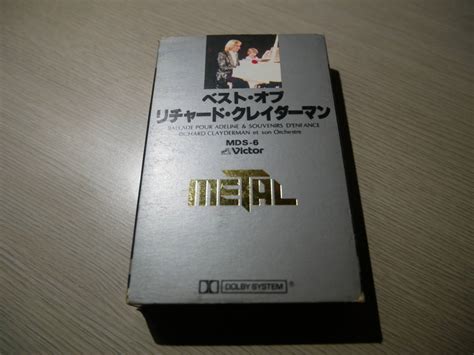 ベスト・オブ
リチャード・クレイダーマン
BALLADE POUR ADELINE & SOUVENIRS D'ENFANCE
RICHARD CLAYDERMAN et son Orchestre
MDS-6
Victor
METAL
DOLBY SYSTEM ®